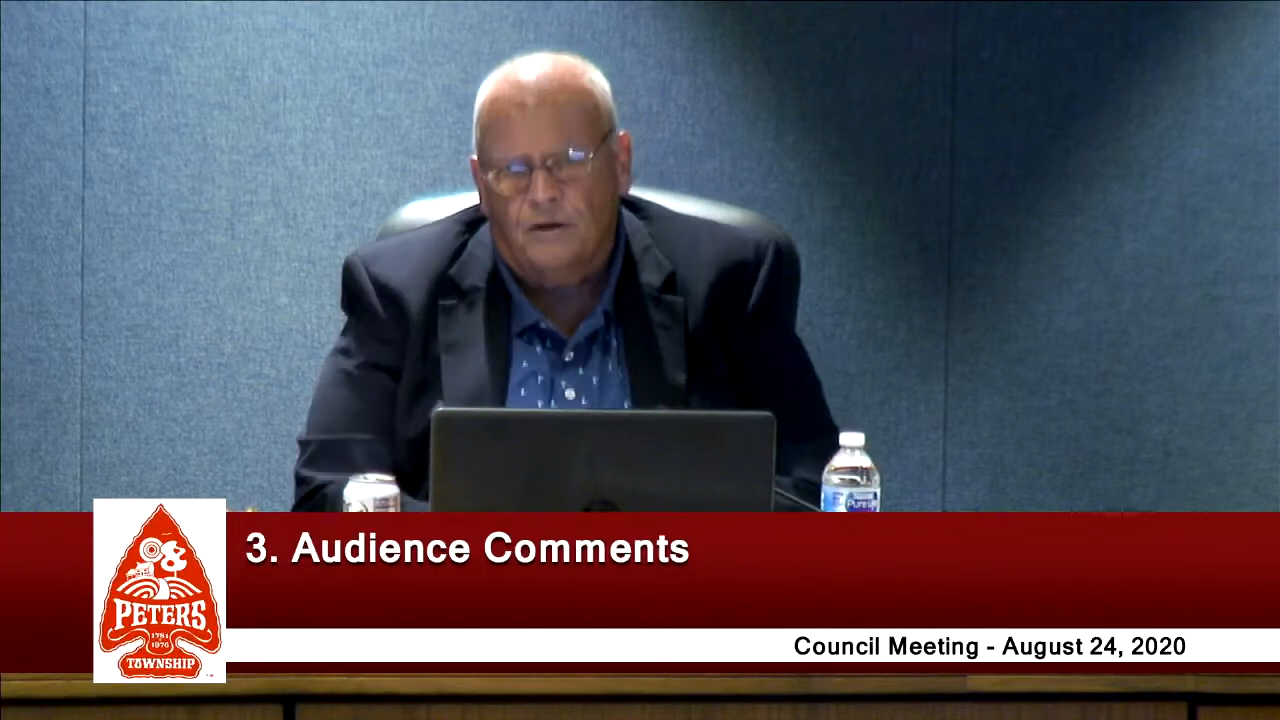 3. Audience Comments
Council Meeting - August 24, 2020
PETERS
1781
1976
TOWNSHIP